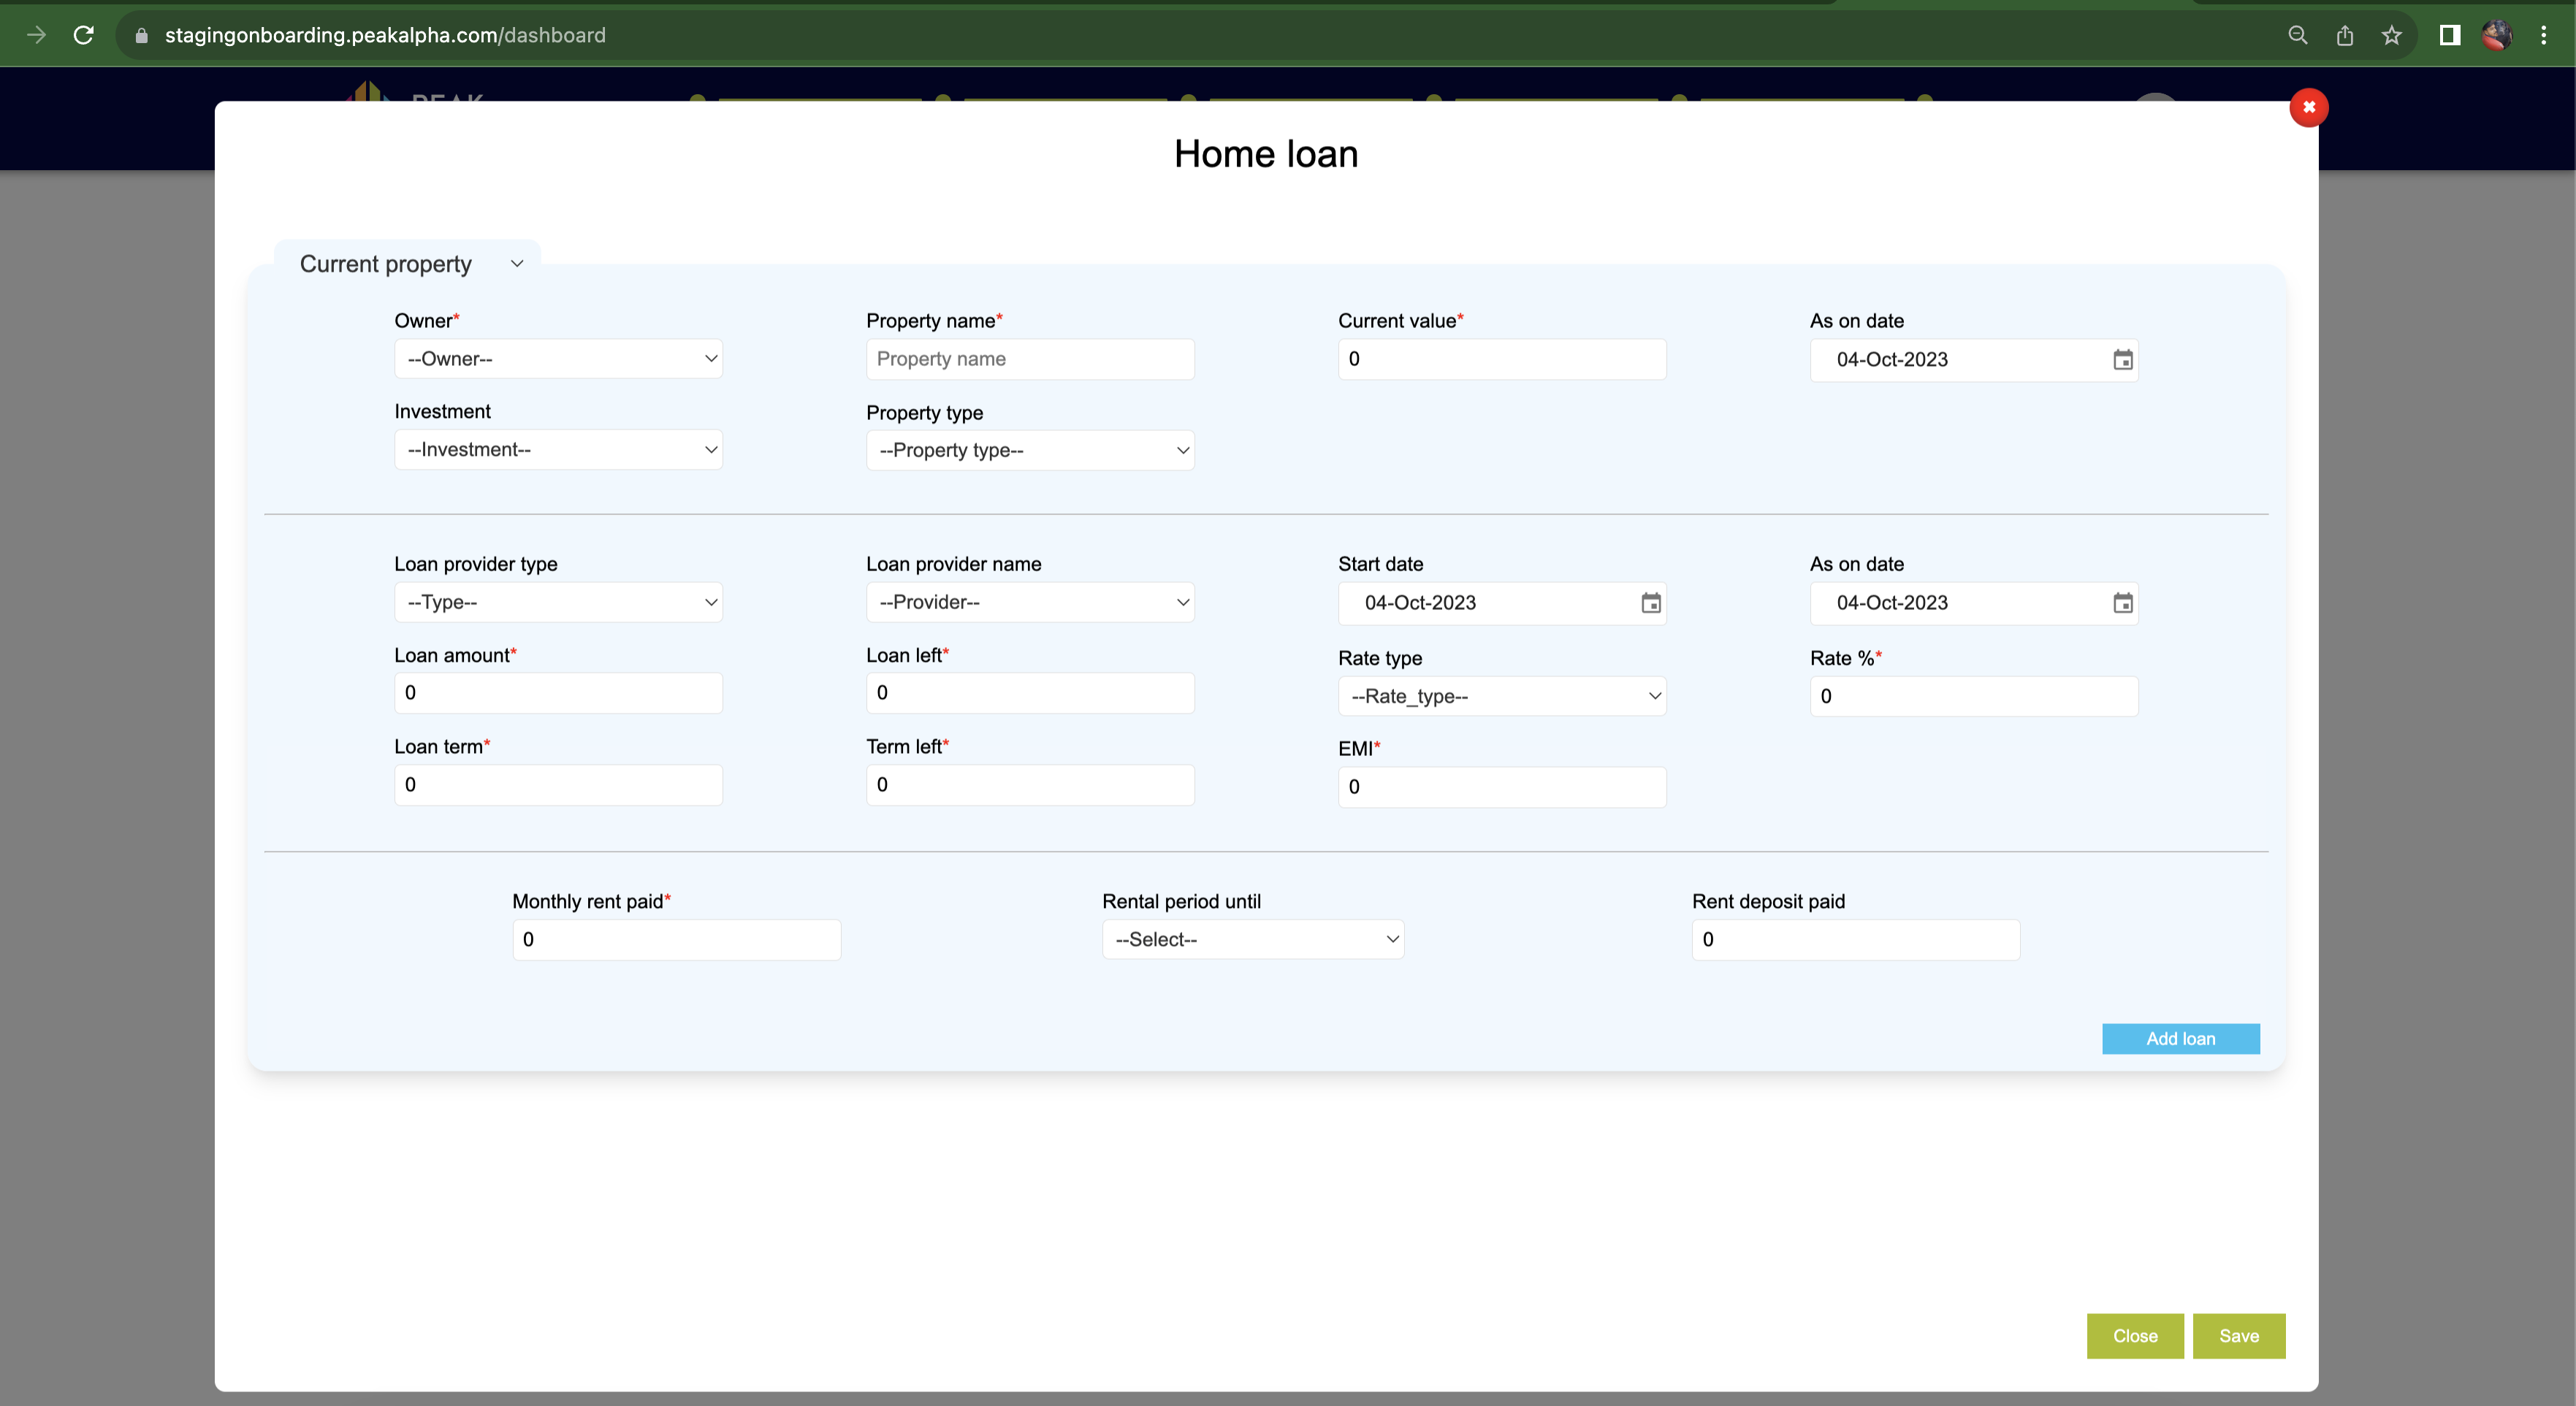 stagingonboarding.peakalpha.com/dashboard
Home loan
Current property
Owner* Property name* Current value* As on date
--Owner-- Property name 0 04-Oct-2023
Investment Property type
--Investment-- --Property type--
Loan provider type Loan provider name Start date As on date
--Type-- --Provider-- 04-Oct-2023 04-Oct-2023
Loan amount* Loan left* Rate type Rate %*
0 0 --Rate_type-- 0
Loan term* Term left* EMI*
0 0 0
Monthly rent paid* Rental period until Rent deposit paid
0 --Select-- 0
Add loan
Close Save